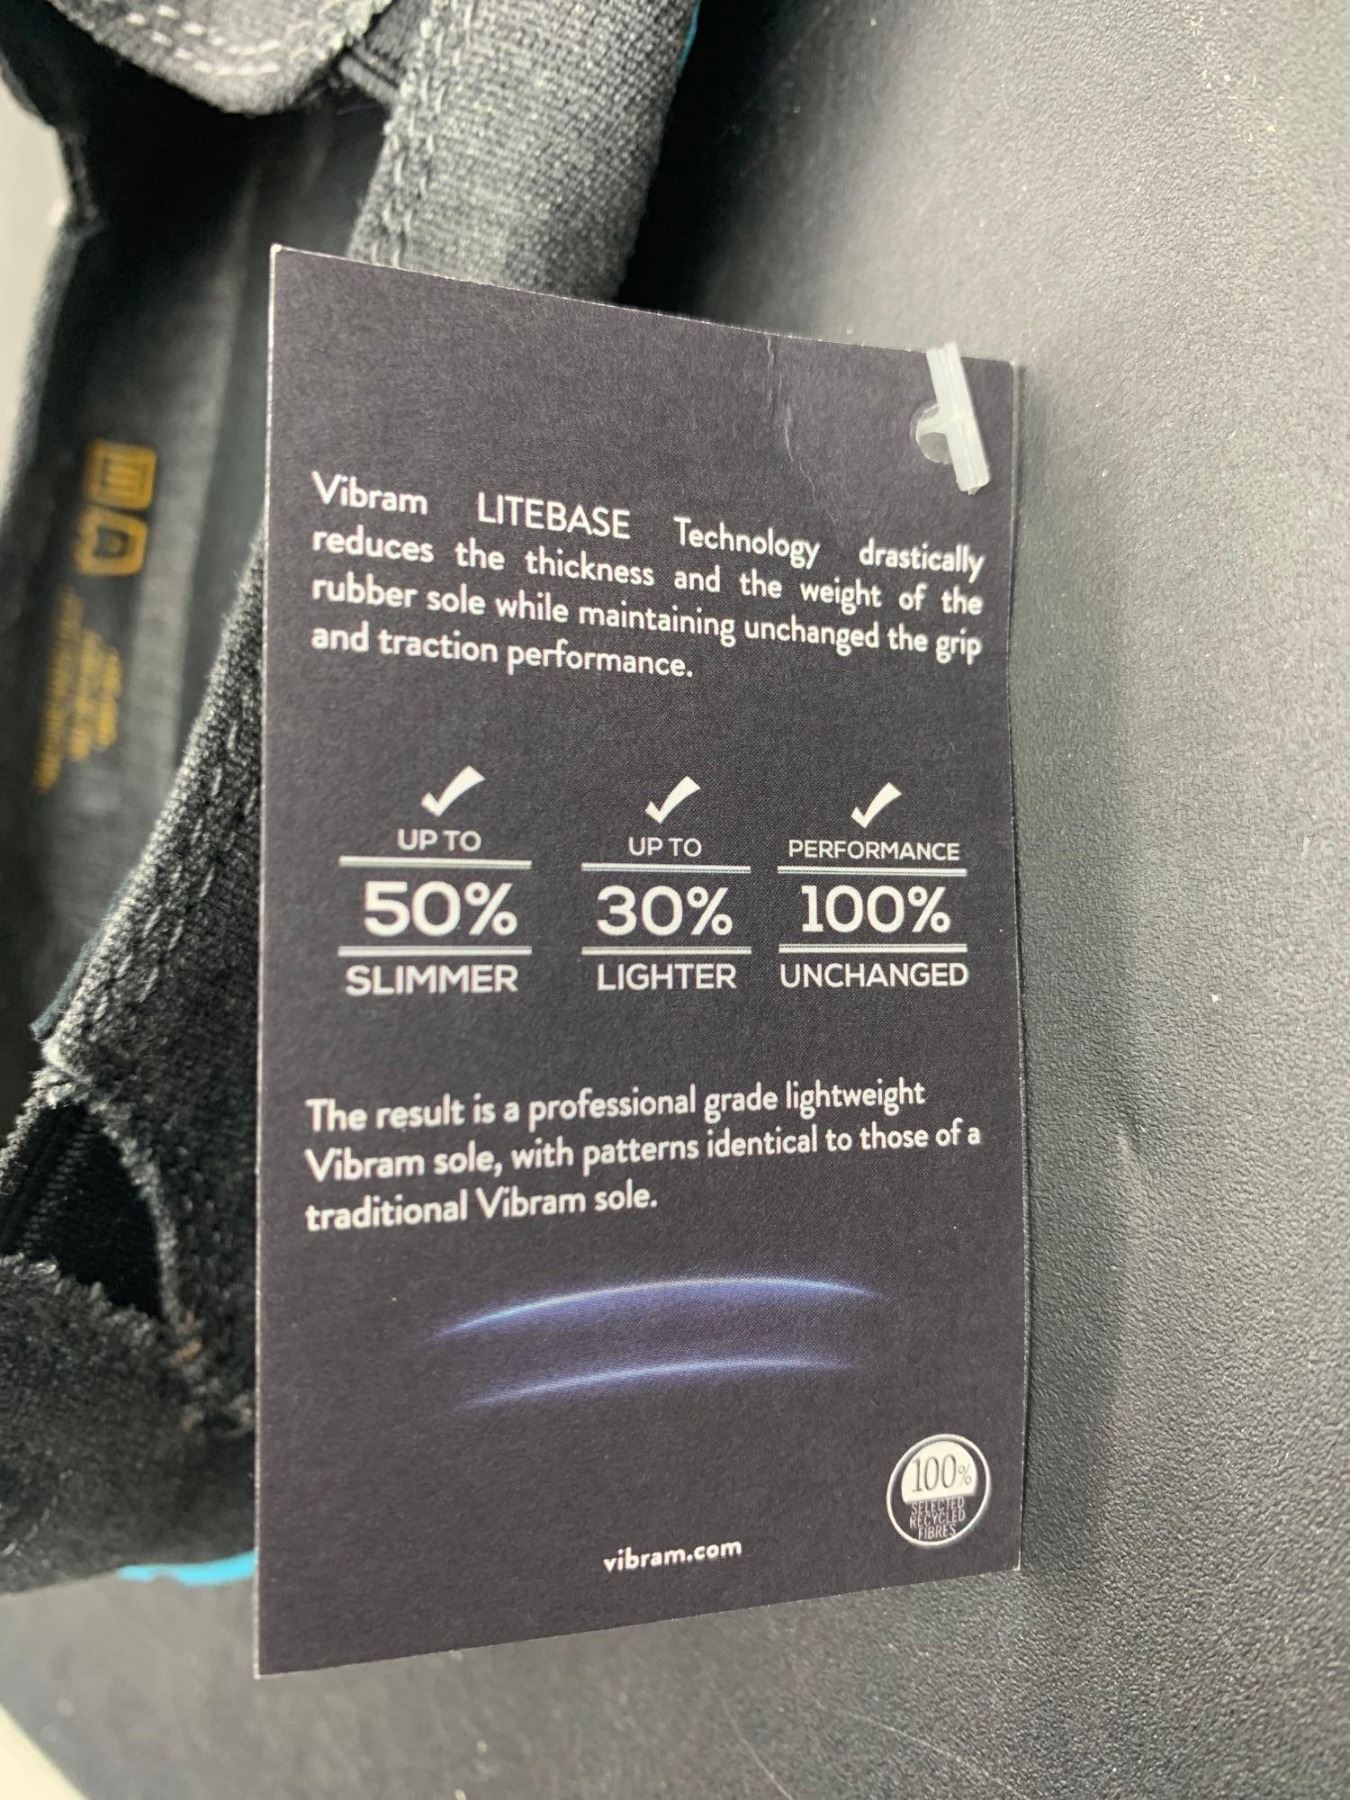 Vibram LITEBASE Technology drastically
reduces the thickness and the weight of the
rubber sole while maintaining unchanged the grip
and traction performance.
UP TO
50%
SLIMMER
UP TO
30%
LIGHTER
PERFORMANCE
100%
UNCHANGED
The result is a professional grade lightweight
Vibram sole, with patterns identical to those of a
traditional Vibram sole.
100%
SELECTED
RECYCLED
FIBRES
vibram.com